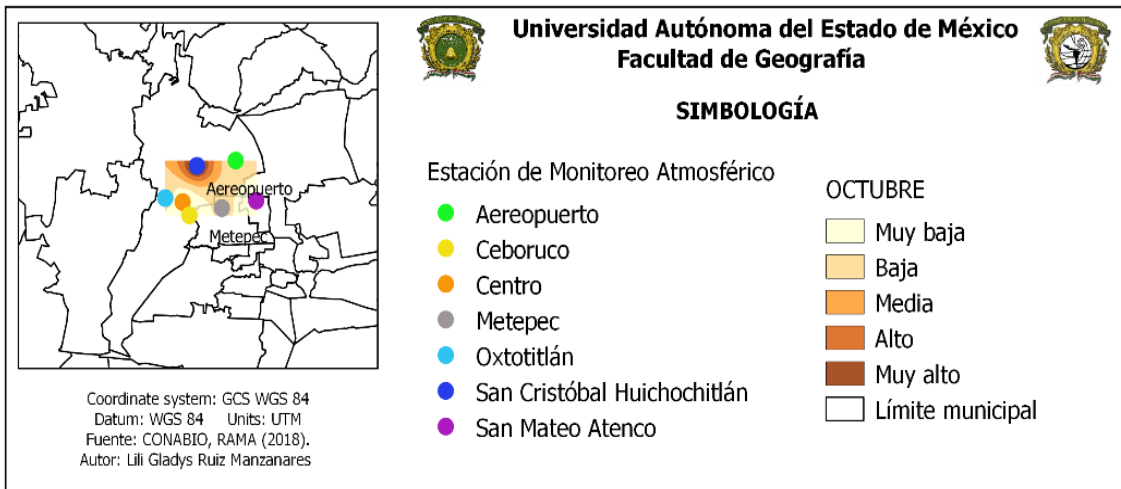 Aereopuerto
Metepec
Coordinate system: GCS WGS 84
Datum: WGS 84 Units: UTM
Fuente: CONABIO, RAMA (2018).
Autor: Lili Gladys Ruiz Manzanares
Universidad Autónoma del Estado de México
Facultad de Geografía
SIMBOLOGÍA
Estación de Monitoreo Atmosférico
Aereopuerto
Ceboruco
Centro
Metepec
Oxtotitlán
San Cristóbal Huichochitlán
San Mateo Atenco
OCTUBRE
Muy baja
Baja
Media
Alto
Muy alto
Límite municipal